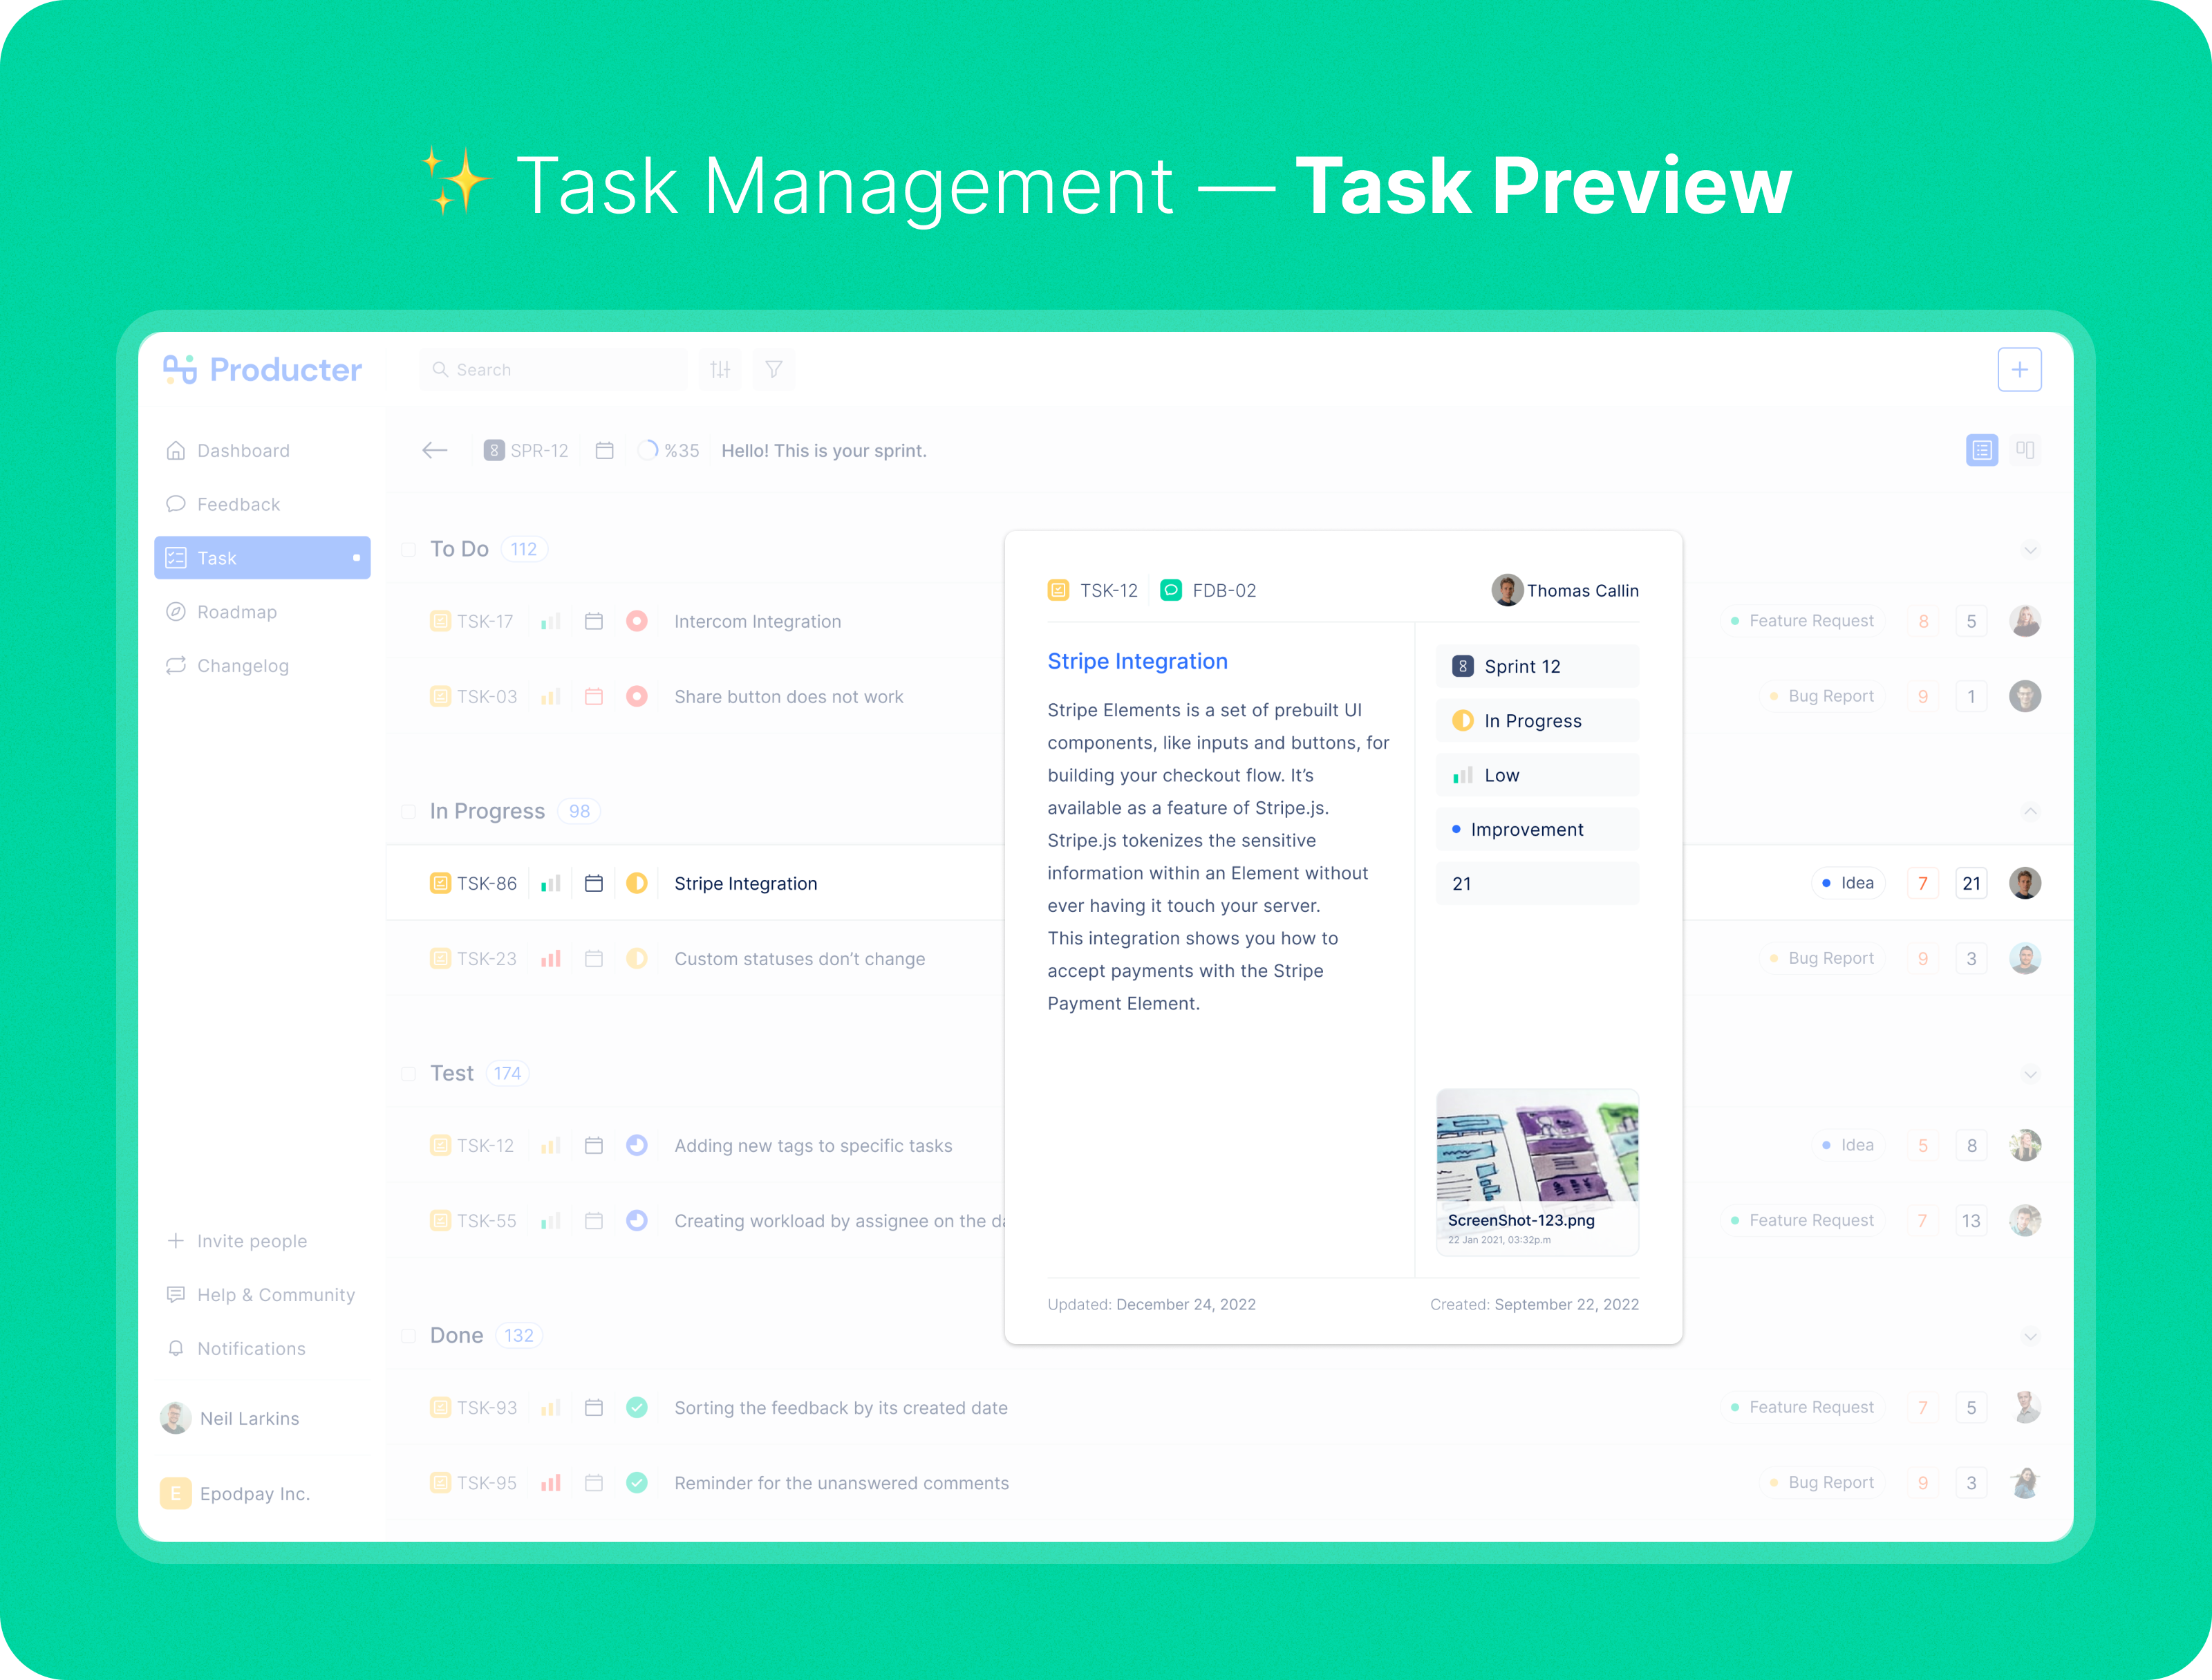 ✨ Task Management — Task Preview
Producter
Search
Dashboard
Feedback
Task
Roadmap
Changelog
Invite people
Help & Community
Notifications
Neil Larkins
E Epodpay Inc.
SPR-12 %35 Hello! This is your sprint.
To Do 112
TSK-17 Intercom Integration Feature Request 8 5
TSK-03 Share button does not work Bug Report 9 1
In Progress 98
TSK-86 Stripe Integration Idea 7 21
TSK-23 Custom statuses don’t change Bug Report 9 3
Test 174
TSK-12 Adding new tags to specific tasks Idea 5 8
TSK-55 Creating workload by assignee on the Feature Request 7 13
Done 132
TSK-93 Sorting the feedback by its created date Feature Request 7 5
TSK-95 Reminder for the unanswered comments Bug Report 9 3
TSK-12 FDB-02 Thomas Callin
Stripe Integration
Stripe Elements is a set of prebuilt UI
components, like inputs and buttons, for
building your checkout flow. It’s
available as a feature of Stripe.js.
Stripe.js tokenizes the sensitive
information within an Element without
ever having it touch your server.
This integration shows you how to
accept payments with the Stripe
Payment Element.
Sprint 12
In Progress
Low
Improvement
21
ScreenShot-123.png
22 Jan 2021, 03:32p.m
Updated: December 24, 2022
Created: September 22, 2022